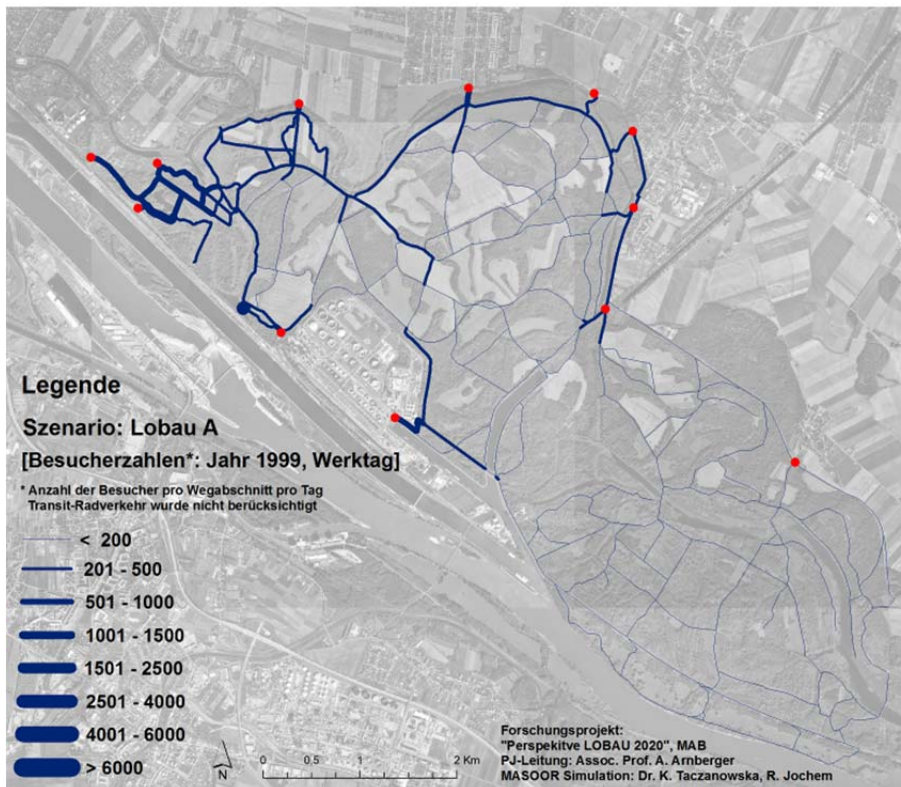 Legende
Szenario: Lobau A
[Besucherzahlen*: Jahr 1999, Werktag]
* Anzahl der Besucher pro Wegabschnitt pro Tag
Transit-Radverkehr wurde nicht berücksichtigt
< 200
201 - 500
501 - 1000
1001 - 1500
1501 - 2500
2501 - 4000
4001 - 6000
> 6000
N
0 0.5 1 2 Km
Forschungsprojekt:
"Perspekitve LOBAU 2020", MAB
PJ-Leitung: Assoc. Prof. A. Arnberger
MASOOR Simulation: Dr. K. Taczanowska, R. Jochem